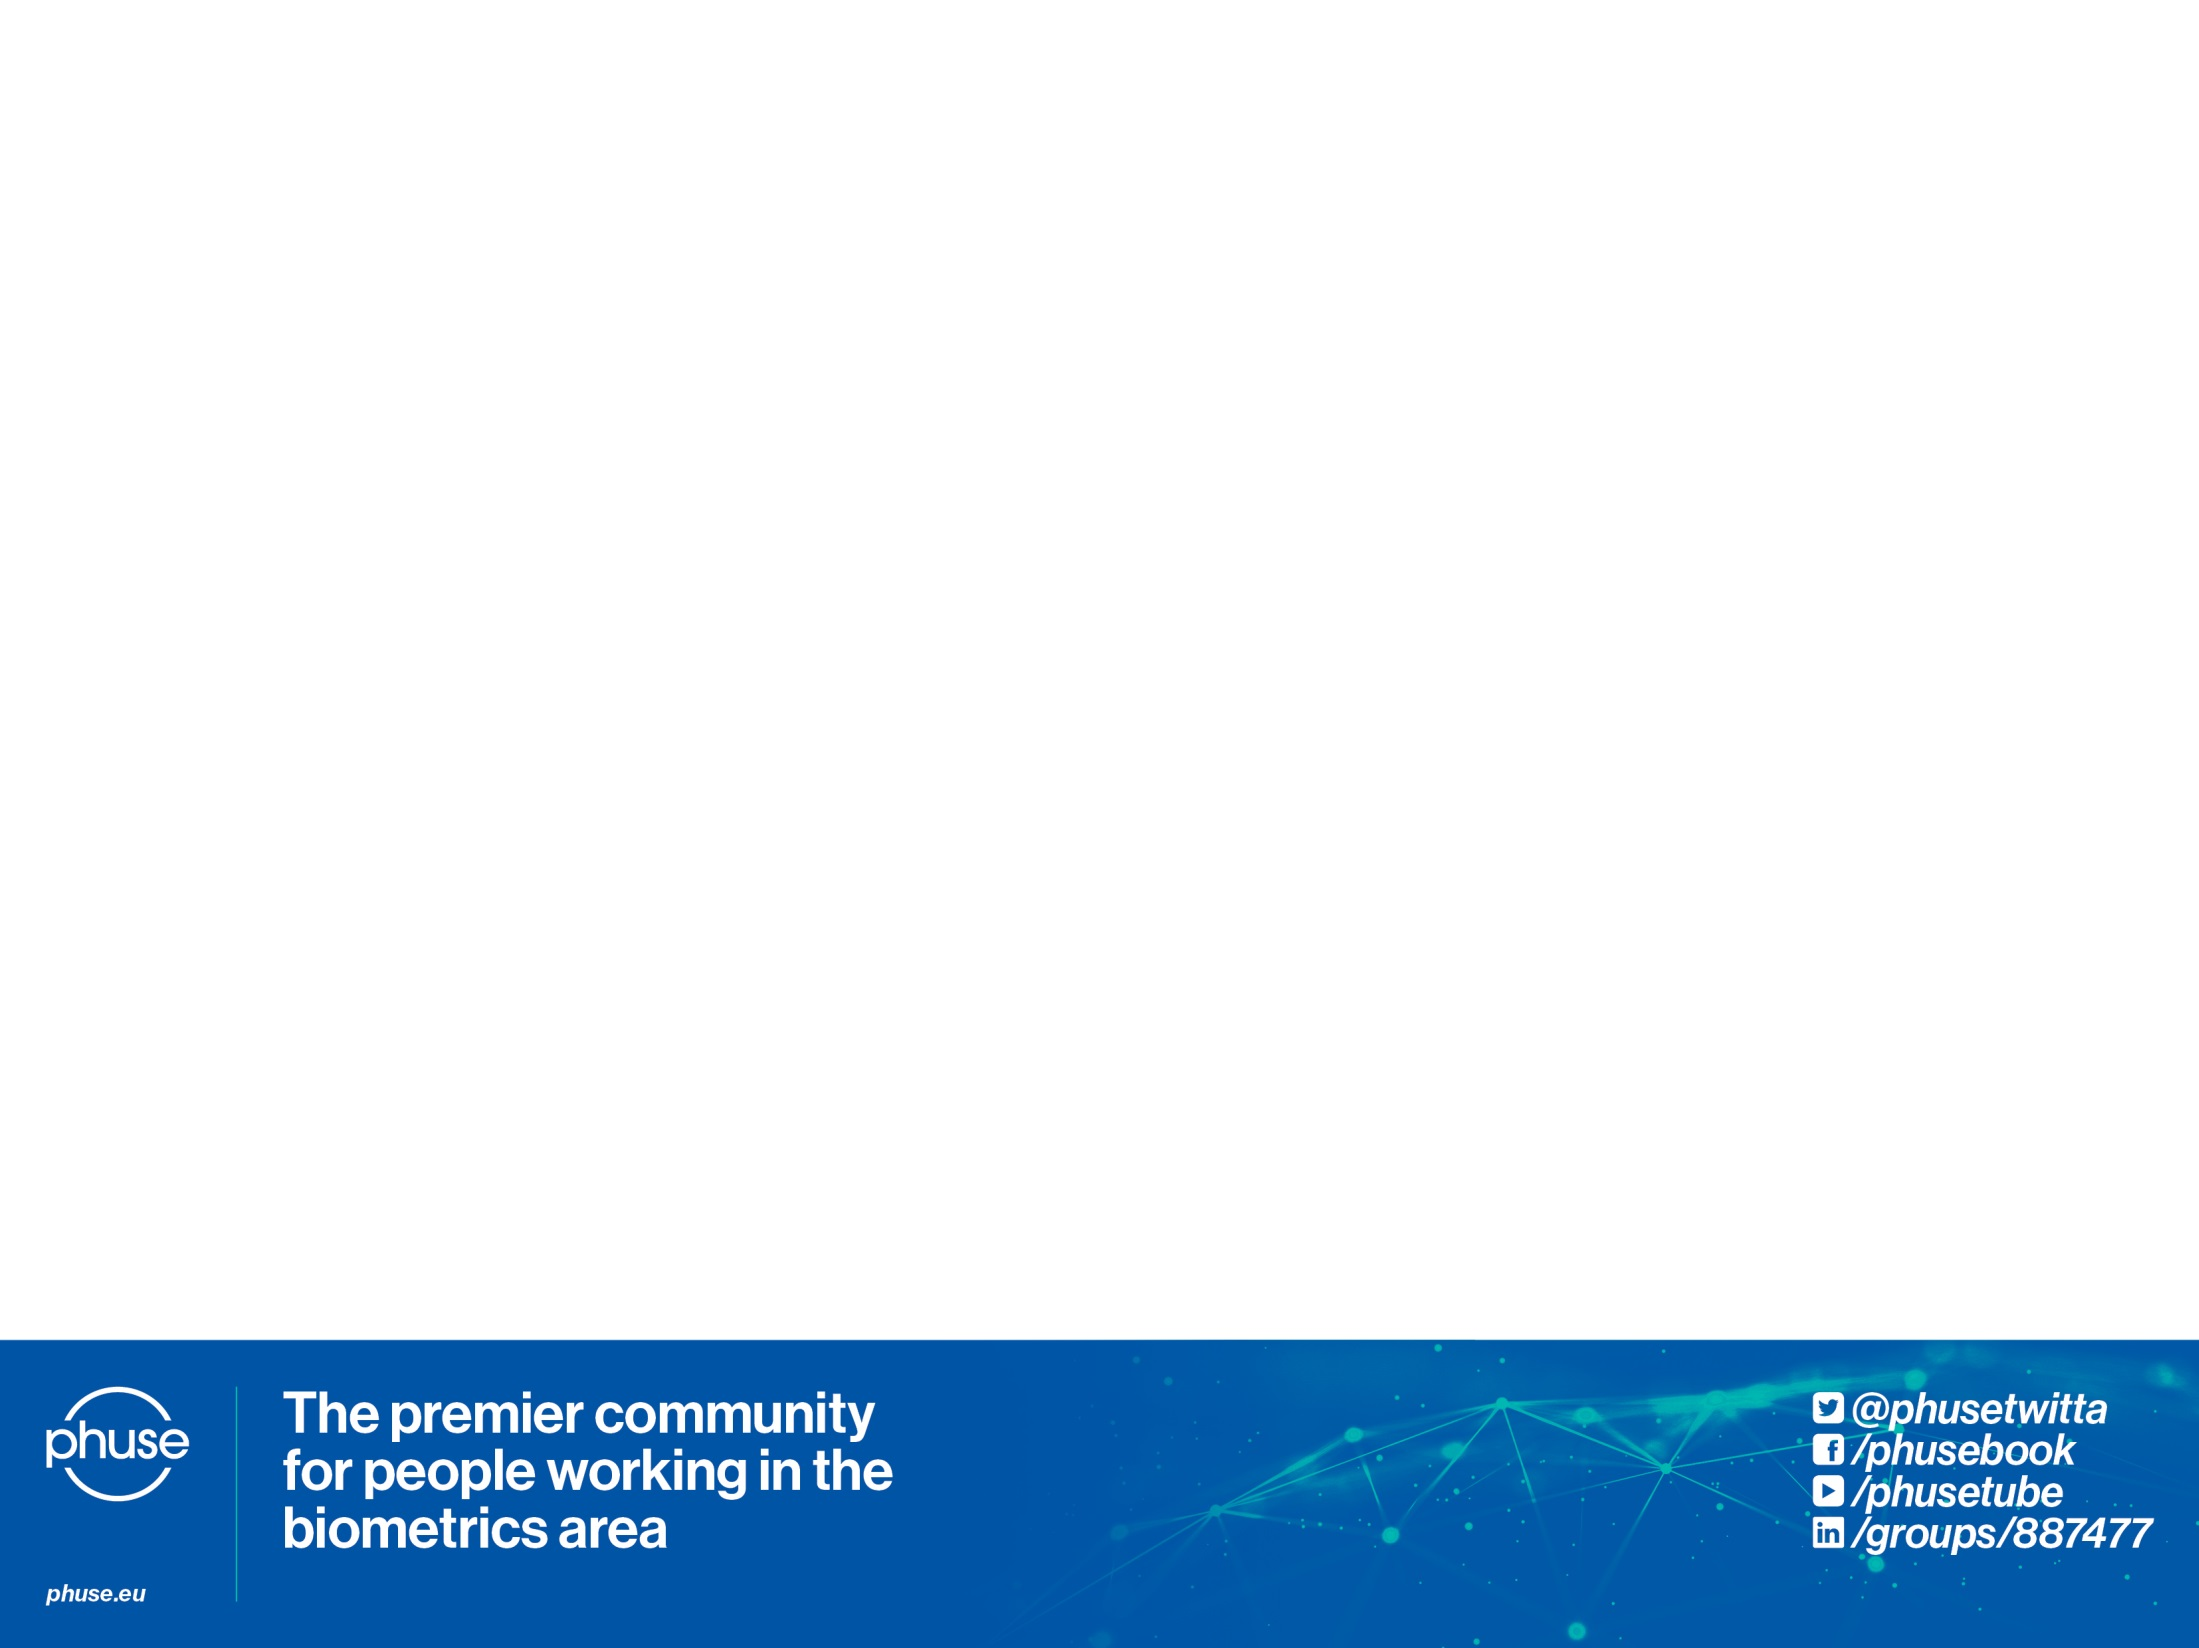 phuse
phuse.eu
The premier community
for people working in the
biometrics area
@phusetwitta
/phusebook
/phusetube
/groups/887477